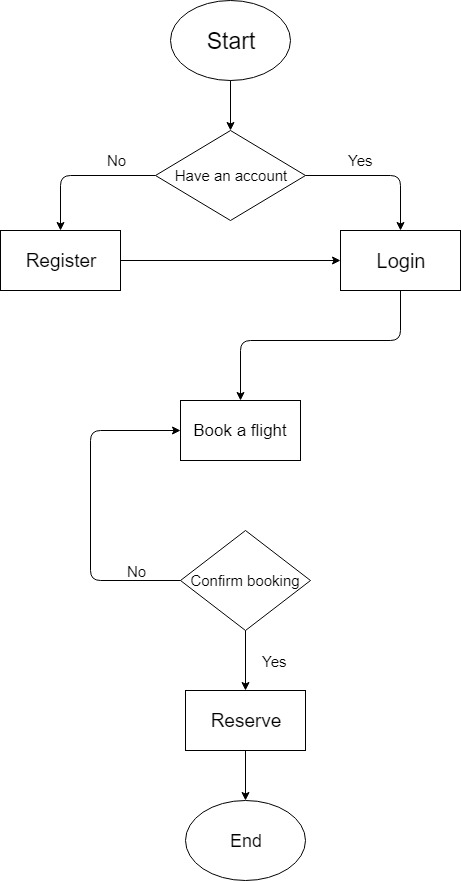 Start
No
Yes
Have an account
Register
Login
Book a flight
No
Confirm booking
Yes
Reserve
End